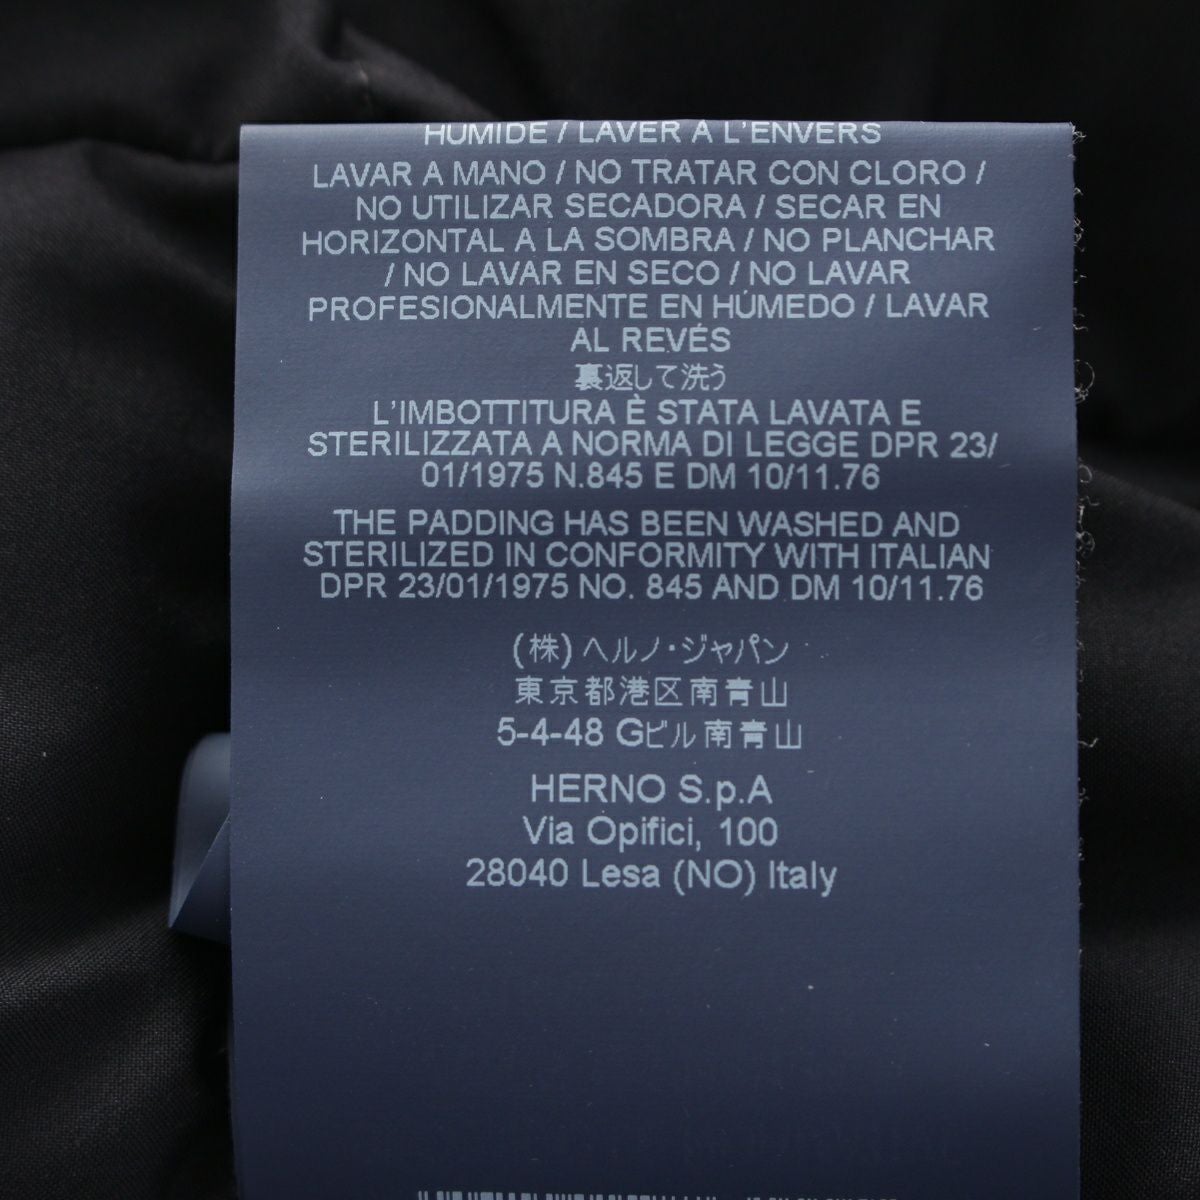 HUMIDE / LAVER A L'ENVERS
LAVAR A MANO / NO TRATAR CON CLORO /
NO UTILIZAR SECADORA / SECAR EN
HORIZONTAL A LA SOMBRA / NO PLANCHAR
/ NO LAVAR EN SECO / NO LAVAR
PROFESIONALMENTE EN HÚMEDO / LAVAR
AL REVÉS
裏返して洗う
L'IMBOTTITURA È STATA LAVATA E
STERILIZZATA A NORMA DI LEGGE DPR 23/
01/1975 N.845 E DM 10/11.76
THE PADDING HAS BEEN WASHED AND
STERILIZED IN CONFORMITY WITH ITALIAN
DPR 23/01/1975 NO. 845 AND DM 10/11.76
(株) ヘルノ・ジャパン
東京都港区南青山
5-4-48 Gビル南青山
HERNO S.p.A
Via Opifici, 100
28040 Lesa (NO) Italy